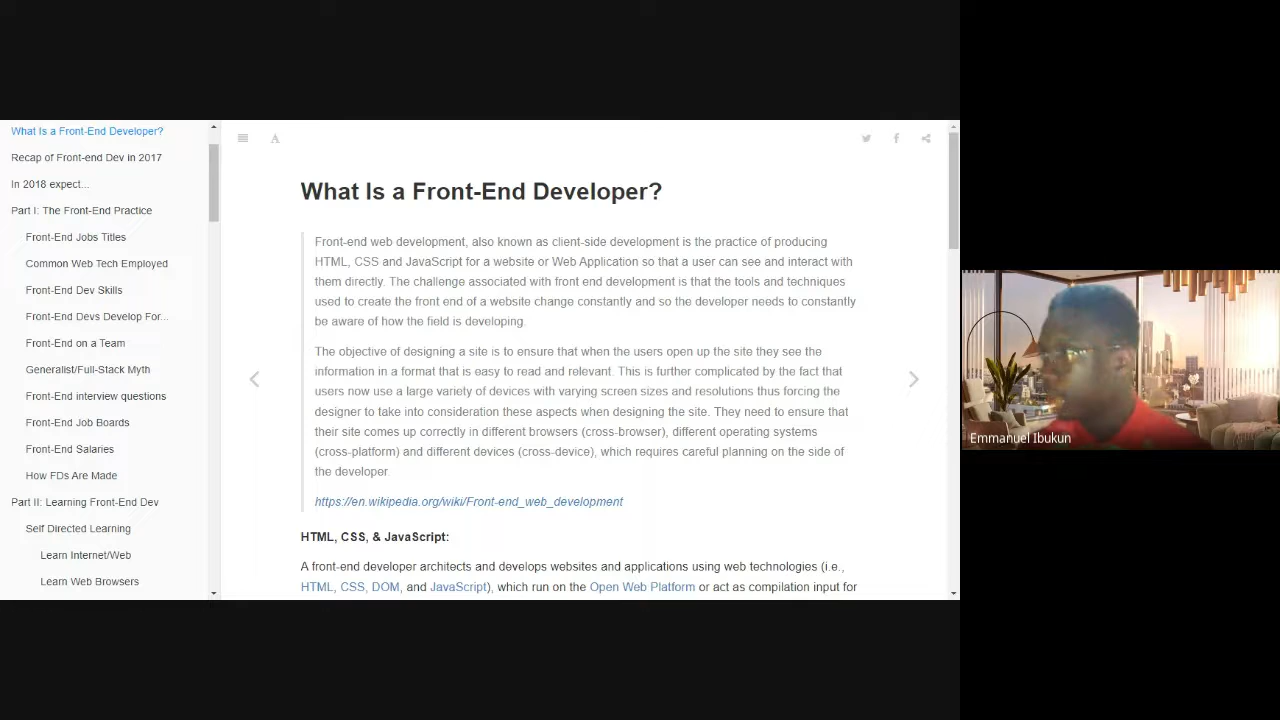 What Is a Front-End Developer?
Recap of Front-end Dev in 2017
In 2018 expect...
Part I: The Front-End Practice
Front-End Jobs Titles
Common Web Tech Employed
Front-End Dev Skills
Front-End Devs Develop For...
Front-End on a Team
Generalist/Full-Stack Myth
Front-End interview questions
Front-End Job Boards
Front-End Salaries
How FDs Are Made
Part II: Learning Front-End Dev
Self Directed Learning
Learn Internet/Web
Learn Web Browsers
A
What Is a Front-End Developer?
Front-end web development, also known as client-side development is the practice of producing
HTML, CSS and JavaScript for a website or Web Application so that a user can see and interact with
them directly. The challenge associated with front end development is that the tools and techniques
used to create the front end of a website change constantly and so the developer needs to constantly
be aware of how the field is developing.
The objective of designing a site is to ensure that when the users open up the site they see the
information in a format that is easy to read and relevant. This is further complicated by the fact that
users now use a large variety of devices with varying screen sizes and resolutions thus forcing the
designer to take into consideration these aspects when designing the site. They need to ensure that
their site comes up correctly in different browsers (cross-browser), different operating systems
(cross-platform) and different devices (cross-device), which requires careful planning on the side of
the developer.
https://en.wikipedia.org/wiki/Front-end_web_development
HTML, CSS, & JavaScript:
A front-end developer architects and develops websites and applications using web technologies (i.e.,
HTML, CSS, DOM, and JavaScript), which run on the Open Web Platform or act as compilation input for
Emmanuel Ibukun